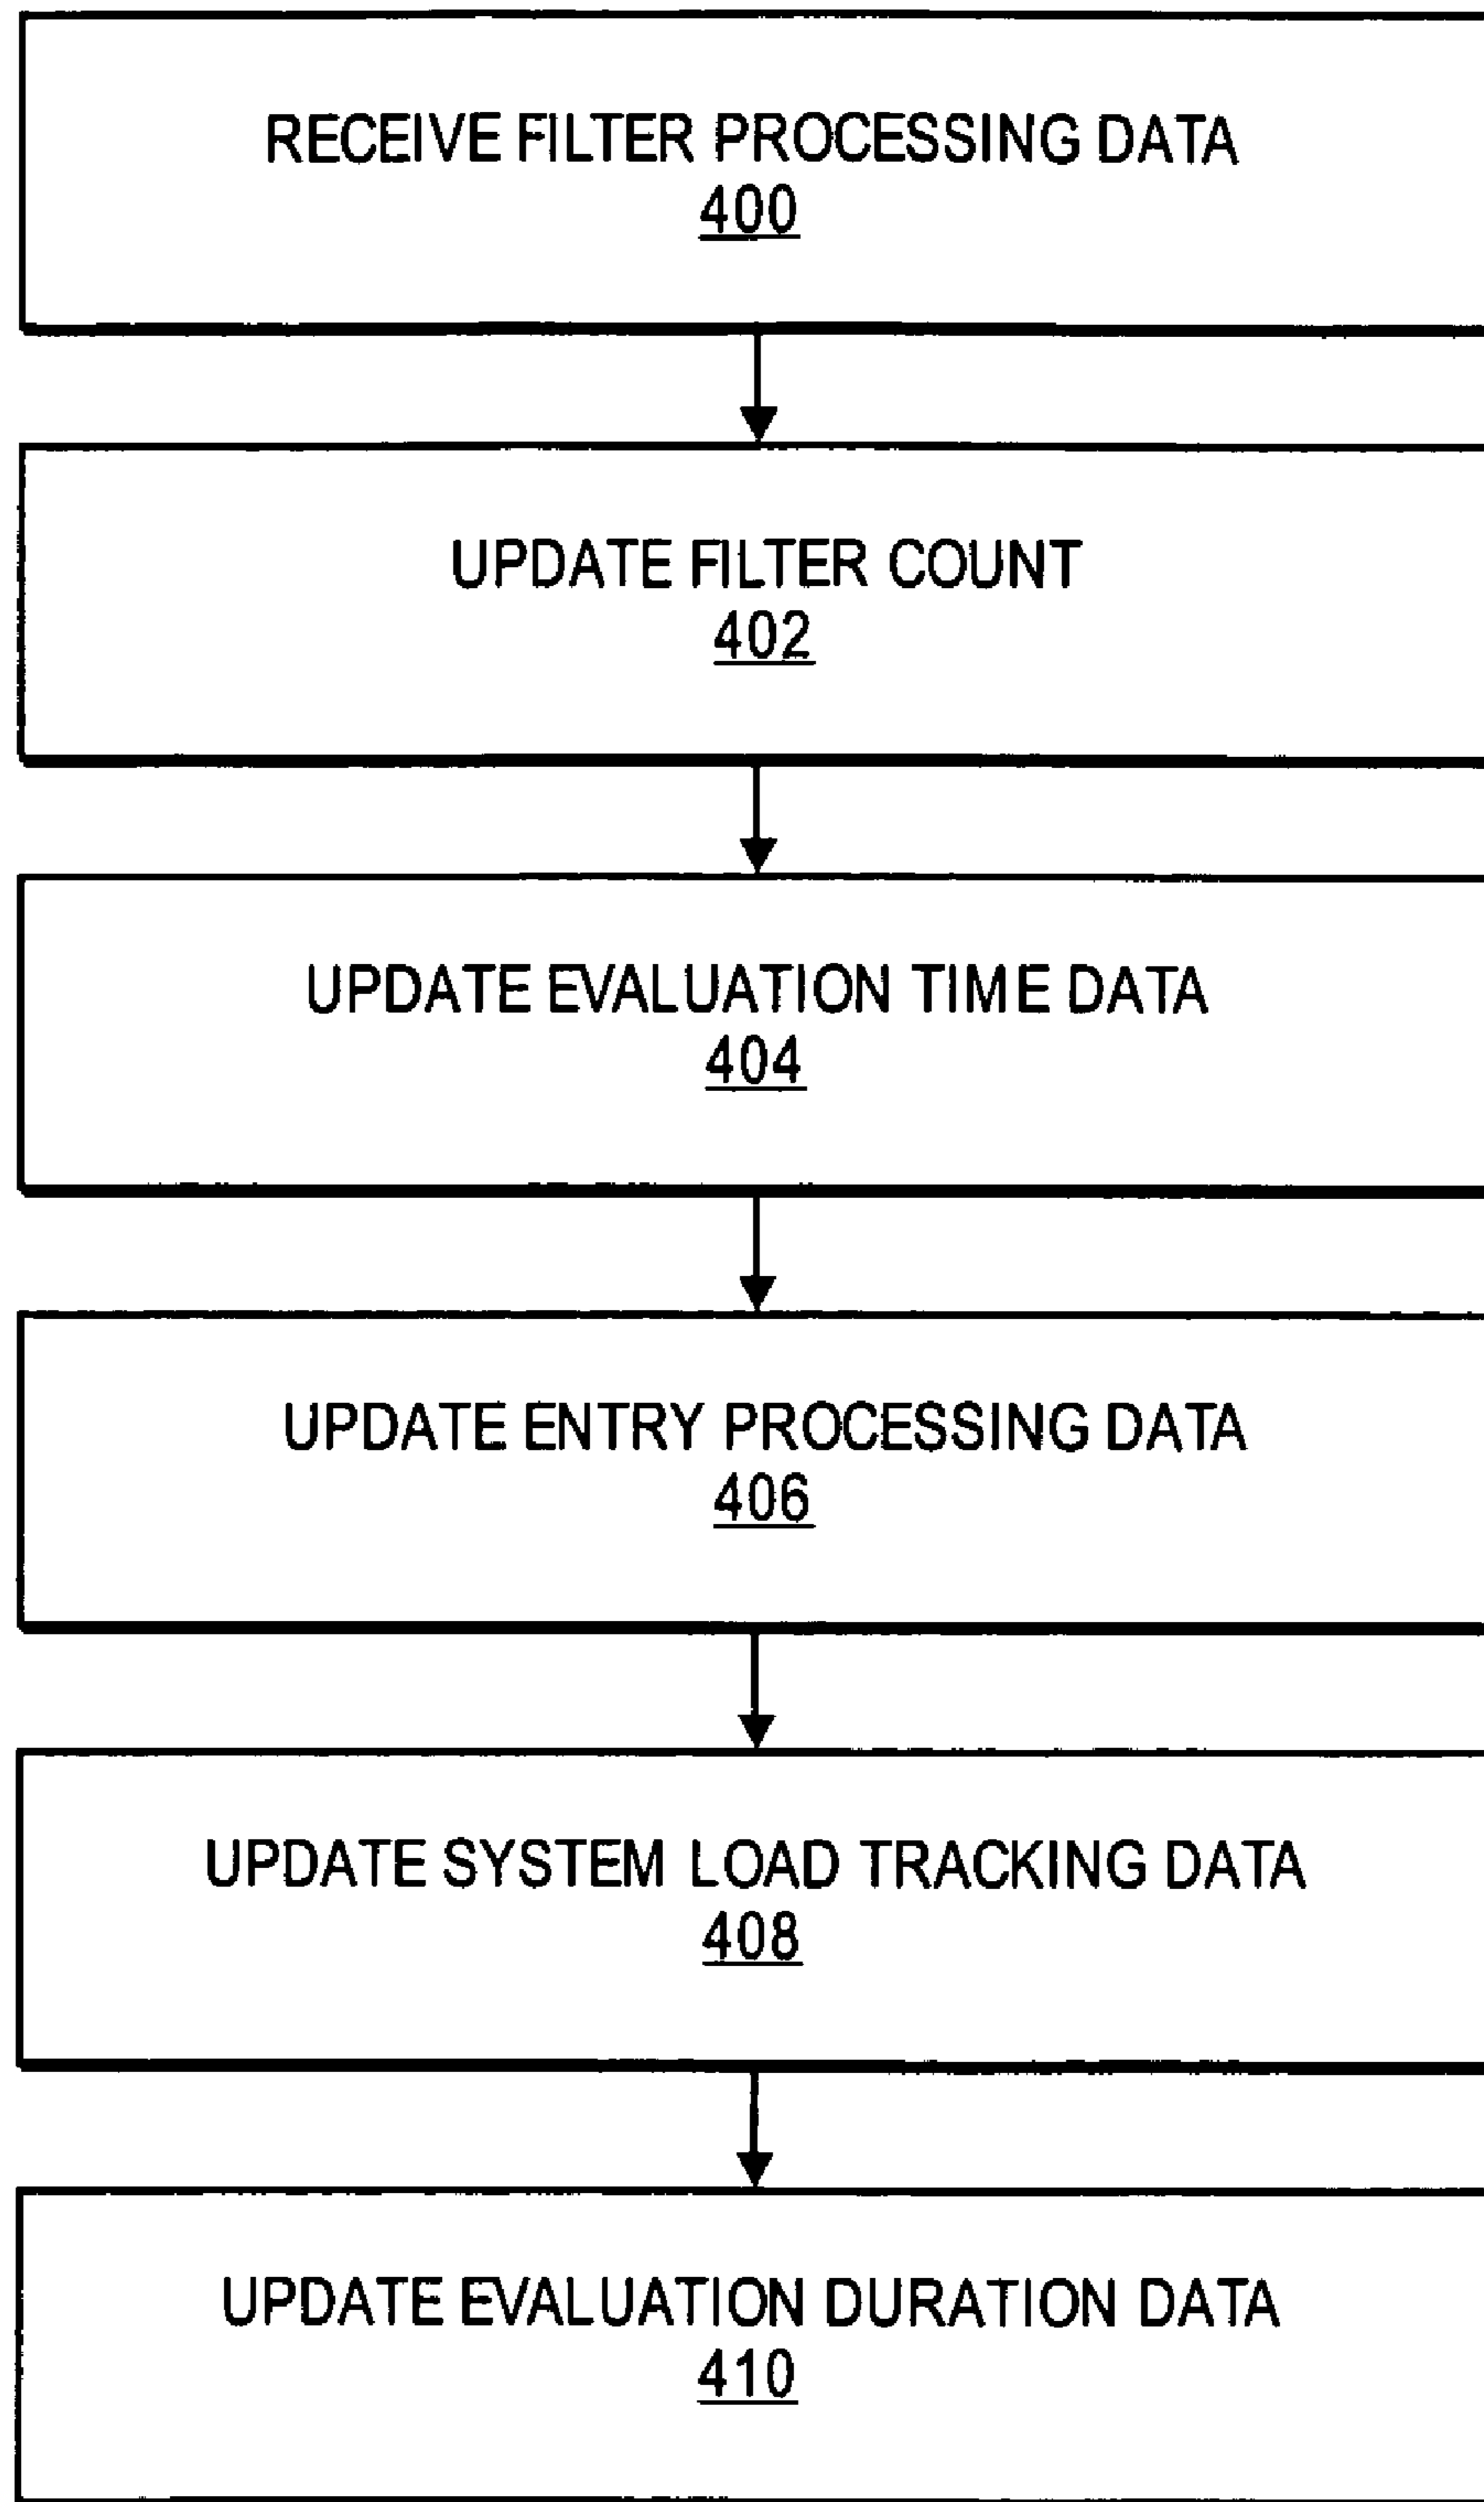 RECEIVE FILTER PROCESSING DATA
400
UPDATE FILTER COUNT
402
UPDATE EVALUATION TIME DATA
404
UPDATE ENTRY PROCESSING DATA
406
UPDATE SYSTEM LOAD TRACKING DATA
408
UPDATE EVALUATION DURATION DATA
410